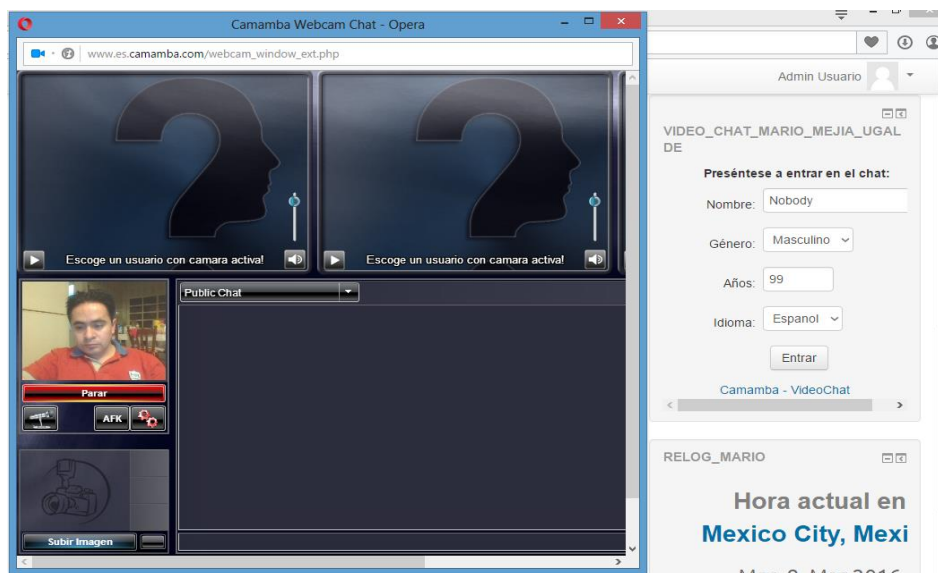 Camamba Webcam Chat - Opera
www.es.camamba.com/webcam_window_ext.php
Escoge un usuario con camara activa!
Escoge un usuario con camara activa!
Public Chat
Parar
AFK
Subir Imagen
Admin Usuario
VIDEO_CHAT_MARIO_MEJIA_UGAL
DE
Preséntese a entrar en el chat:
Nombre: Nobody
Género: Masculino
Años: 99
Idioma: Espanol
Entrar
Camamba - VideoChat
RELOG_MARIO
Hora actual en
Mexico City, Mexi